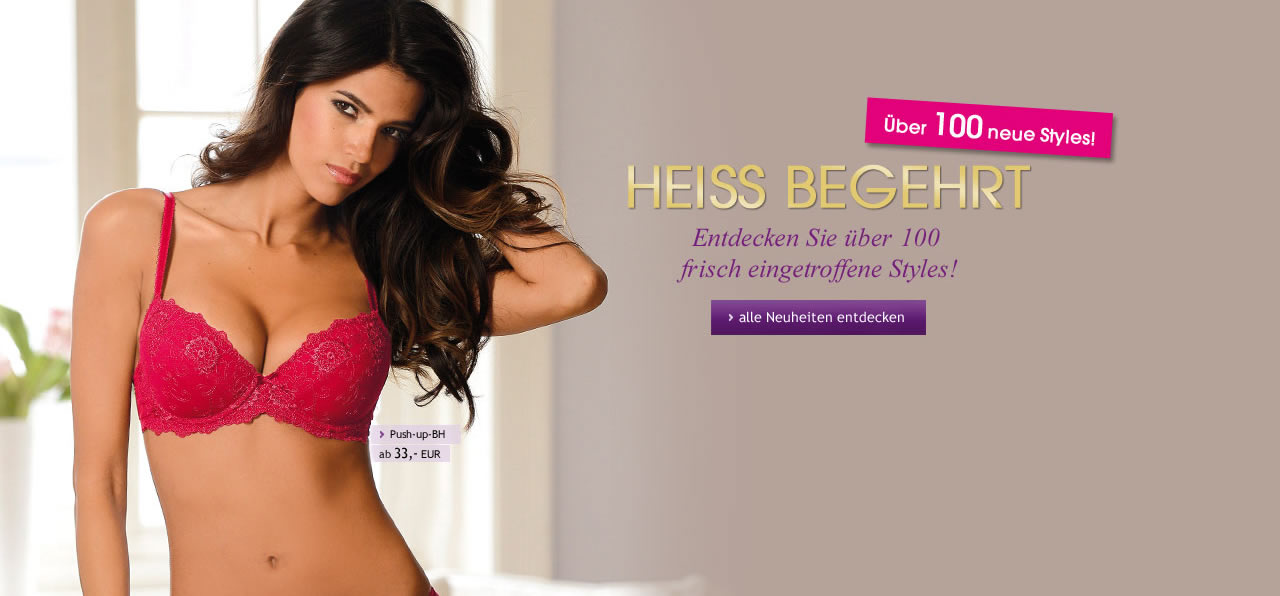 Über 100 neue Styles!
HEISS BEGEHRT
Entdecken Sie über 100
frisch eingetroffene Styles!
› alle Neuheiten entdecken
› Push-up-BH
ab 33,- EUR